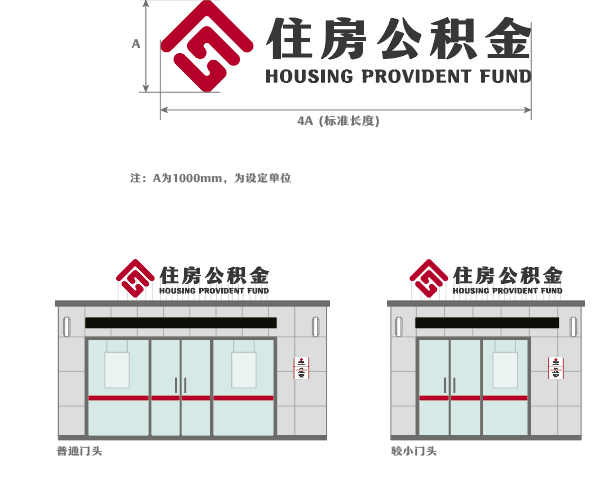 住房公积金
HOUSING PROVIDENT FUND
A
4A (标准长度)
注：A为1000mm，为设定单位
住房公积金
HOUSING PROVIDENT FUND
住房公积金
HOUSING PROVIDENT FUND
普通门头
较小门头